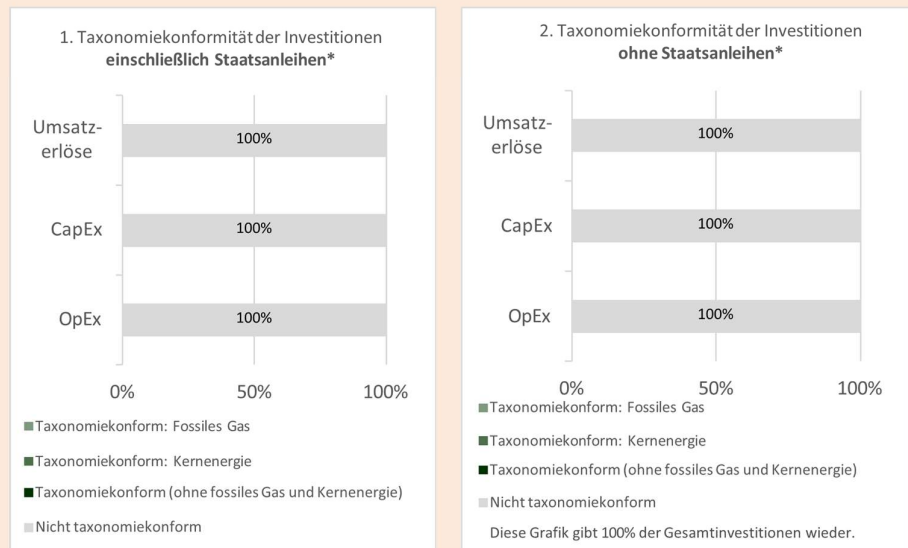 1. Taxonomiekonformität der Investitionen
einschließlich Staatsanleihen*
Umsatz-
erlöse
100%
CapEx
100%
OpEx
100%
0%
50%
100%
Taxonomiekonform: Fossiles Gas
Taxonomiekonform: Kernenergie
Taxonomiekonform (ohne fossiles Gas und Kernenergie)
Nicht taxonomiekonform
2. Taxonomiekonformität der Investitionen
ohne Staatsanleihen*
Umsatz-
erlöse
100%
CapEx
100%
OpEx
100%
0%
50%
100%
Taxonomiekonform: Fossiles Gas
Taxonomiekonform: Kernenergie
Taxonomiekonform (ohne fossiles Gas und Kernenergie)
Nicht taxonomiekonform
Diese Grafik gibt 100% der Gesamtinvestitionen wieder.